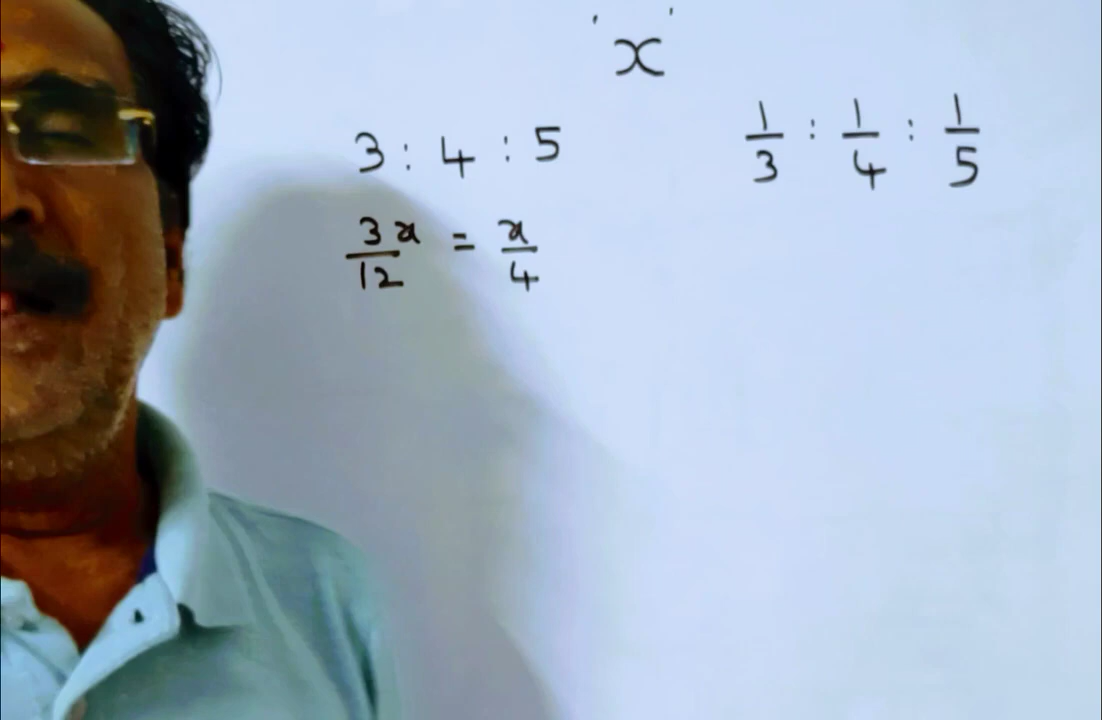 'x'
3 : 4 : 5
1/3 : 1/4 : 1/5
3x/12 = x/4